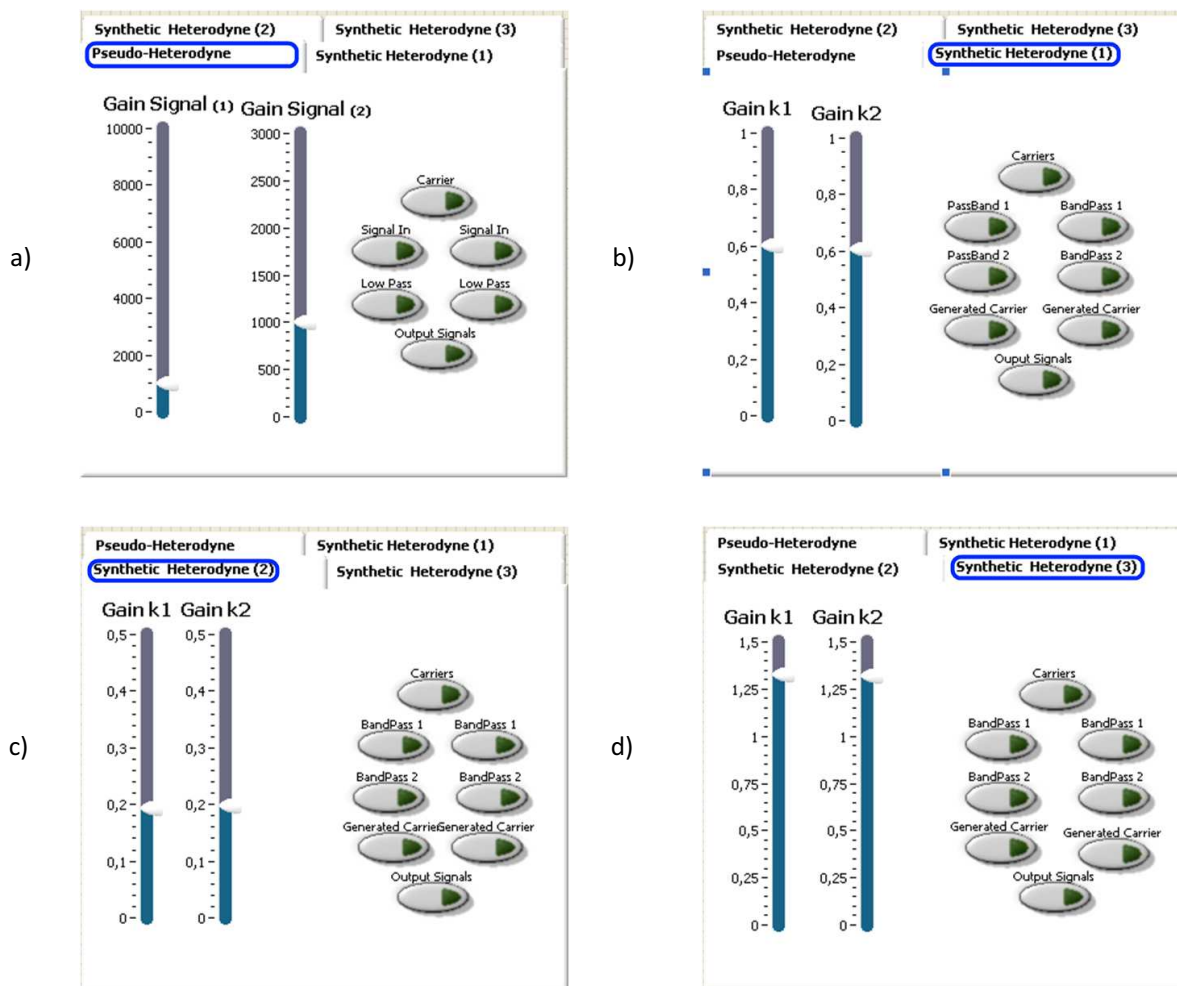 a)
Synthetic Heterodyne (2) Synthetic Heterodyne (3)
Pseudo-Heterodyne Synthetic Heterodyne (1)
Gain Signal (1) Gain Signal (2)
10000 3000
8000 2500
6000 2000
4000 1500
2000 1000
0 500
0
Carrier
Signal In Signal In
Low Pass Low Pass
Output Signals
b)
Synthetic Heterodyne (2) Synthetic Heterodyne (3)
Pseudo-Heterodyne Synthetic Heterodyne (1)
Gain k1 Gain k2
1 1
0,8 0,8
0,6 0,6
0,4 0,4
0,2 0,2
0 0
Carriers
PassBand 1 BandPass 1
PassBand 2 BandPass 2
Generated Carrier Generated Carrier
Ouput Signals
c)
Pseudo-Heterodyne Synthetic Heterodyne (1)
Synthetic Heterodyne (2) Synthetic Heterodyne (3)
Gain k1 Gain k2
0,5 0,5
0,4 0,4
0,3 0,3
0,2 0,2
0,1 0,1
0 0
Carriers
BandPass 1 BandPass 1
BandPass 2 BandPass 2
Generated Carrier Generated Carrier
Output Signals
d)
Pseudo-Heterodyne Synthetic Heterodyne (1)
Synthetic Heterodyne (2) Synthetic Heterodyne (3)
Gain k1 Gain k2
1,5 1,5
1,25 1,25
1 1
0,75 0,75
0,5 0,5
0,25 0,25
0 0
Carriers
BandPass 1 BandPass 1
BandPass 2 BandPass 2
Generated Carrier Generated Carrier
Output Signals